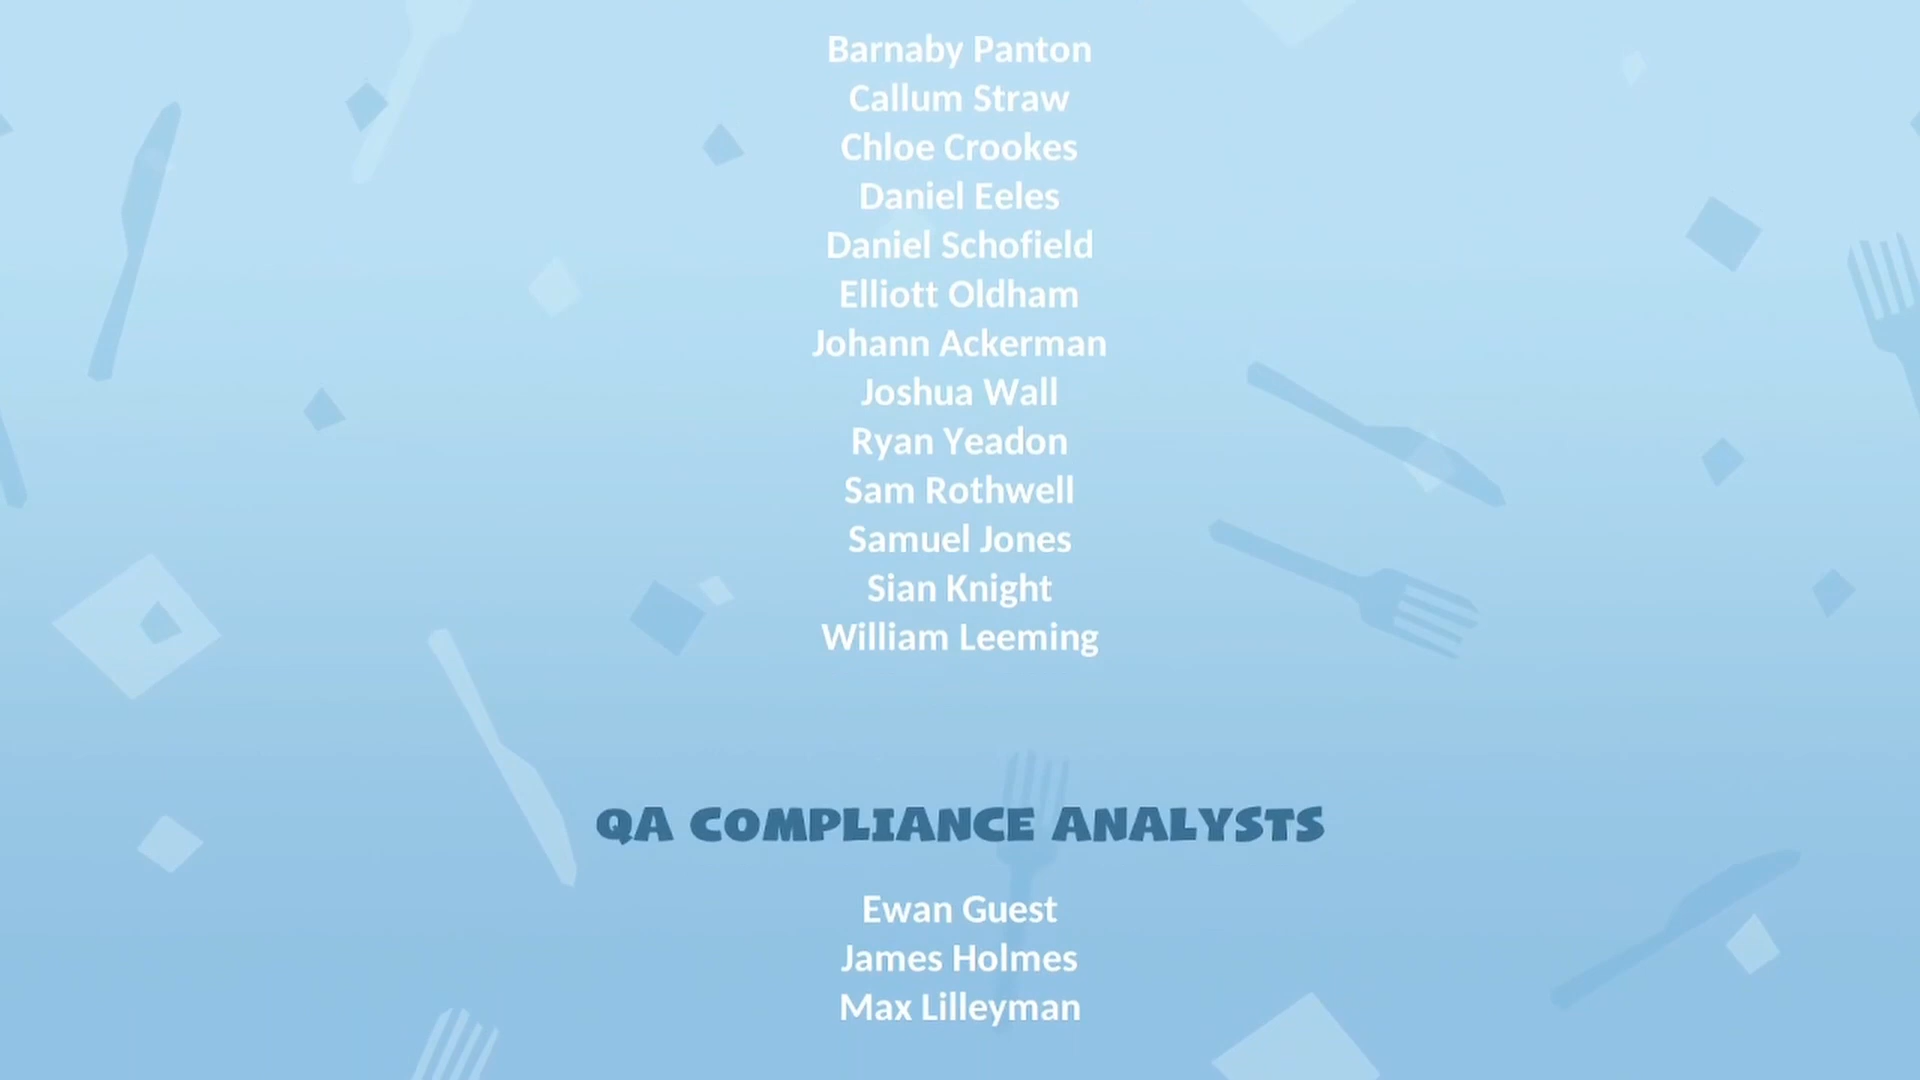 Barnaby Panton
Callum Straw
Chloe Crookes
Daniel Eeles
Daniel Schofield
Elliott Oldham
Johann Ackerman
Joshua Wall
Ryan Yeadon
Sam Rothwell
Samuel Jones
Sian Knight
William Leeming
QA COMPLIANCE ANALYSTS
Ewan Guest
James Holmes
Max Lilleyman